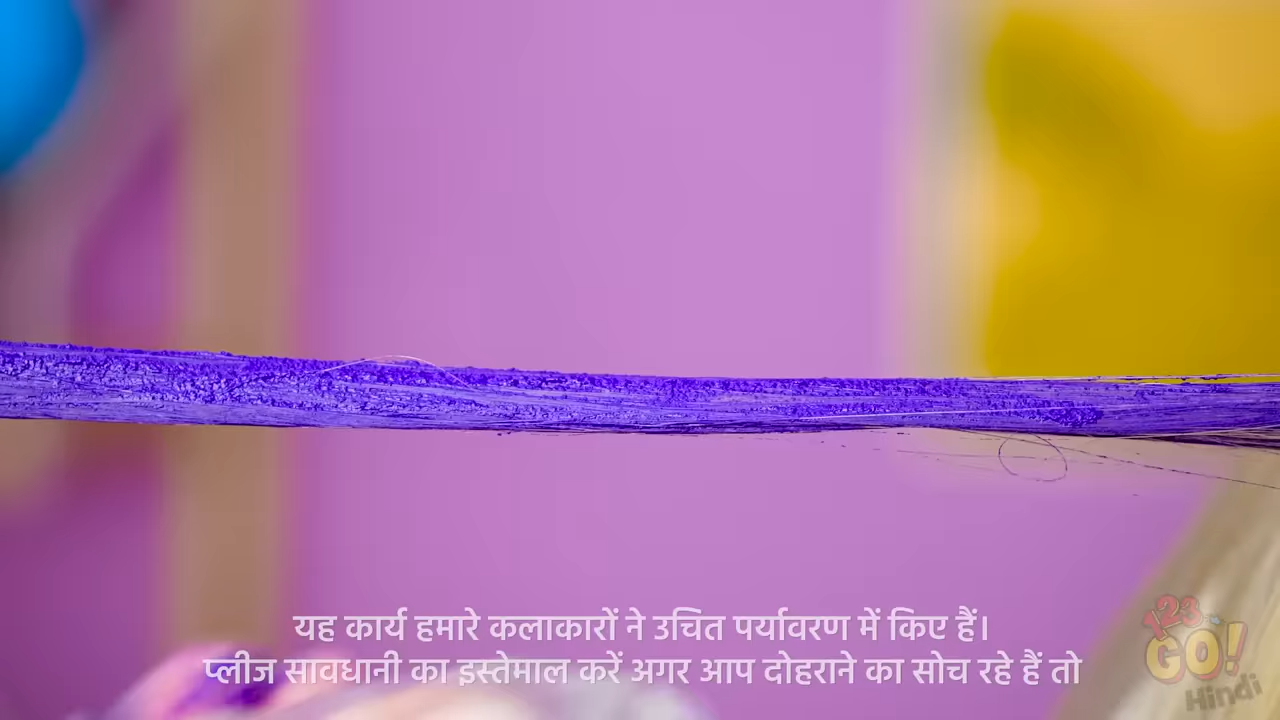 यह कार्य हमारे कलाकारों ने उचित पर्यावरण में किए हैं।
प्लीज सावधानी का इस्तेमाल करें अगर आप दोहराने का सोच रहे हैं तो
123
GO!
Hindi